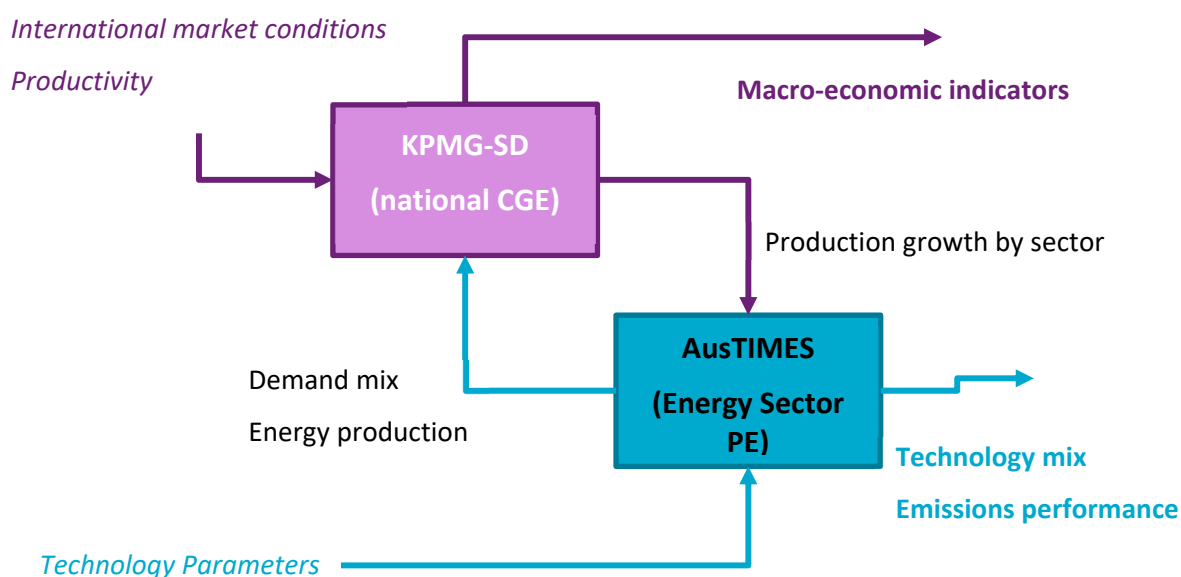 International market conditions
Productivity
Macro-economic indicators
KPMG-SD
(national CGE)
Production growth by sector
AusTIMES
(Energy Sector
PE)
Demand mix
Energy production
Technology mix
Emissions performance
Technology Parameters